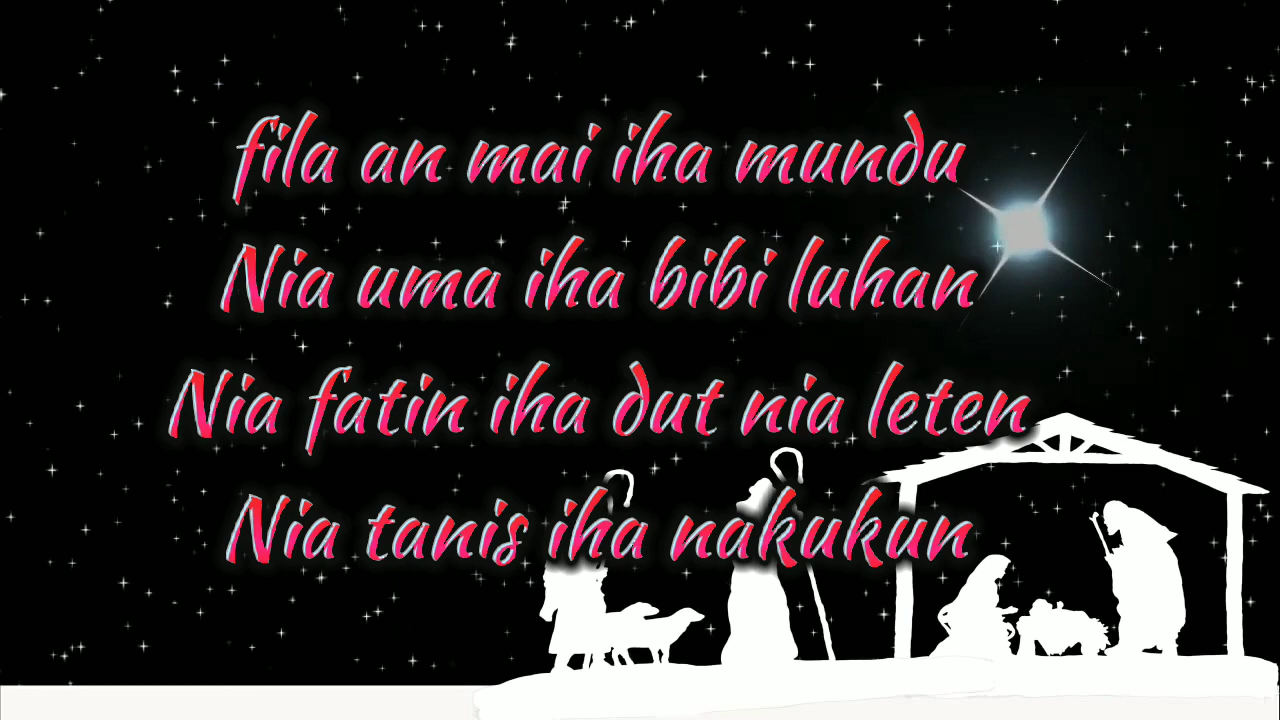 fila an mai iha mundu
Nia uma iha bibi luhan
Nia fatin iha dut nia leten
Nia tanis iha nakukun